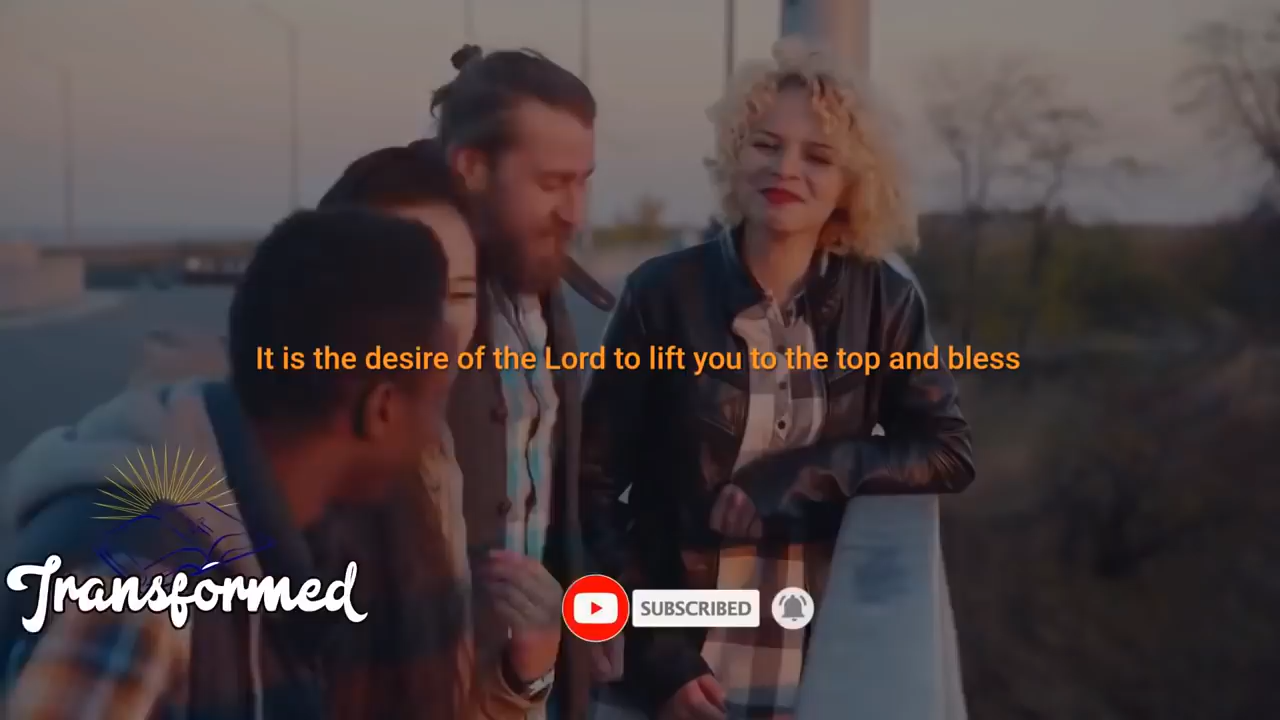 It is the desire of the Lord to lift you to the top and bless
Transformed
SUBSCRIBED